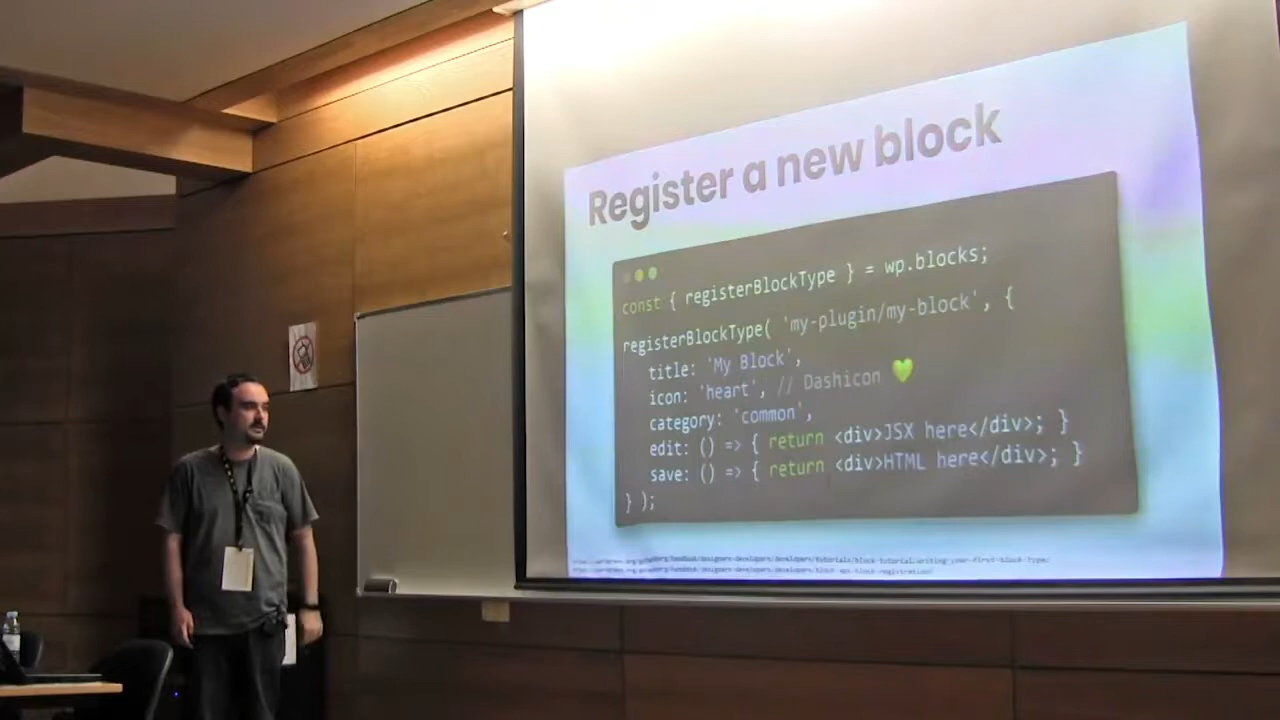 Register a new block
const { registerBlockType } = wp.blocks;
registerBlockType( 'my-plugin/my-block', {
title: 'My Block',
icon: 'heart', // Dashicon 💚
category: 'common',
edit: () => { return <div>JSX here</div>; }
save: () => { return <div>HTML here</div>; }
} );